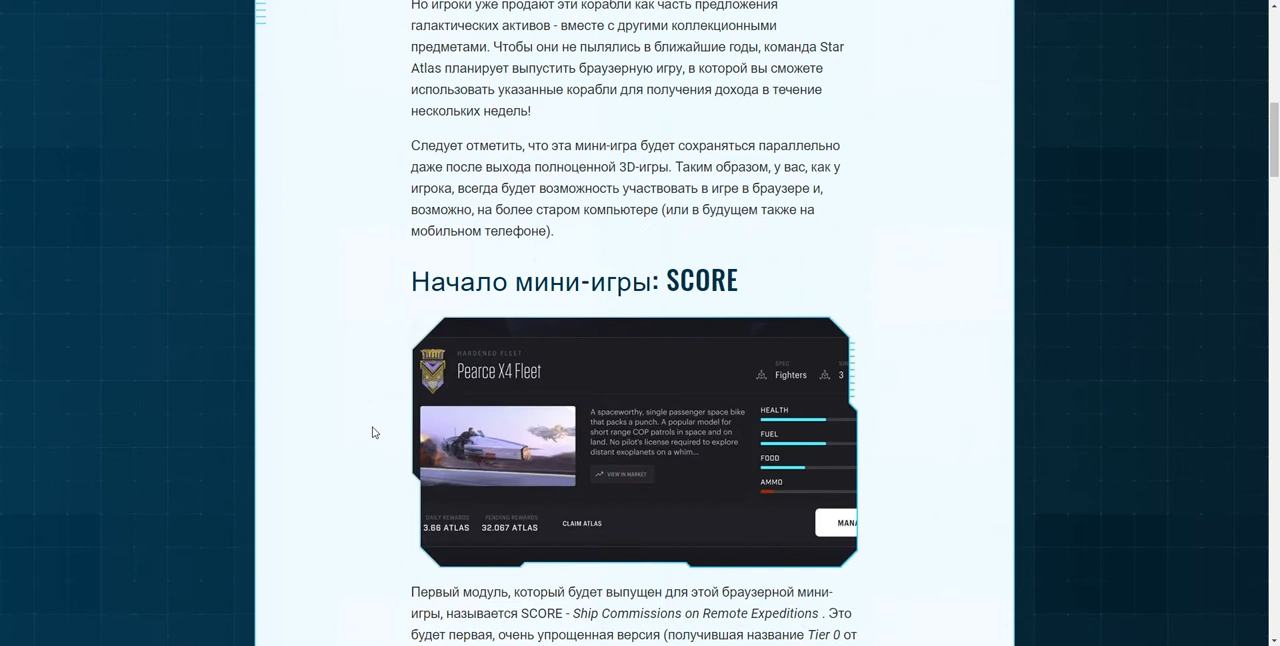 Но игроки уже продают эти корабли как часть предложения
галактических активов - вместе с другими коллекционными
предметами. Чтобы они не пылялись в ближайшие годы, команда Star
Atlas планирует выпустить браузерную игру, в которой вы сможете
использовать указанные корабли для получения дохода в течение
нескольких недель!
Следует отметить, что эта мини-игра будет сохраняться параллельно
даже после выхода полноценной 3D-игры. Таким образом, у вас, как у
игрока, всегда будет возможность участвовать в игре в браузере и,
возможно, на более старом компьютере (или в будущем также на
мобильном телефоне).
Начало мини-игры: SCORE
HARDENED FLEET
Pearce X4 Fleet
SPEC
Fighters
3
A spaceworthy, single passenger space bike
that packs a punch. A popular model for
short range COP patrols in space and on
land. No pilot's license required to explore
distant exoplanets on a whim...
VIEW IN MARKET
HEALTH
FUEL
FOOD
AMMO
DAILY REWARDS
3.66 ATLAS
PENDING REWARDS
32.067 ATLAS
CLAIM ATLAS
MANA
Первый модуль, который будет выпущен для этой браузерной мини-
игры, называется SCORE - Ship Commissions on Remote Expeditions . Это
будет первая, очень упрощенная версия (получившая название Tier 0 от